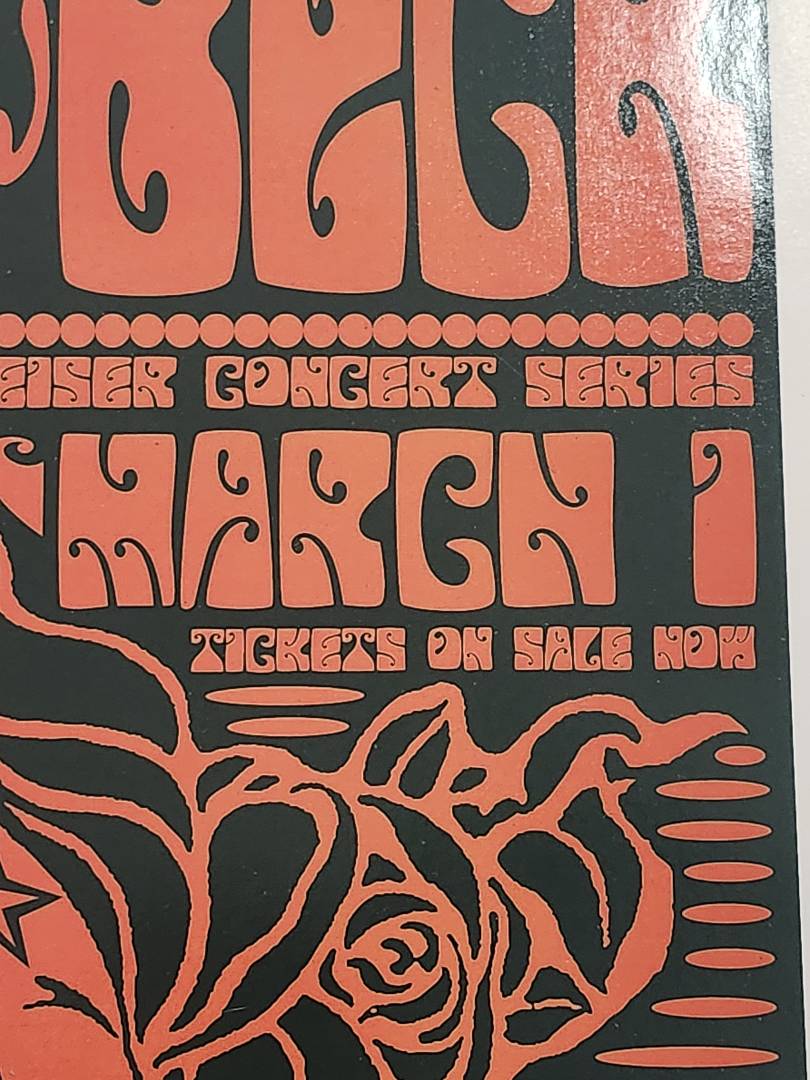 EISER CONCERT SERIES
MARCH 1
TICKETS ON SALE NOW